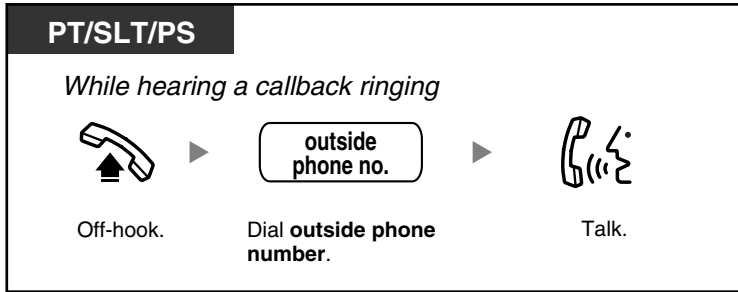 PT/SLT/PS
While hearing a callback ringing
outside
phone no.
Off-hook.
Dial outside phone
number.
Talk.